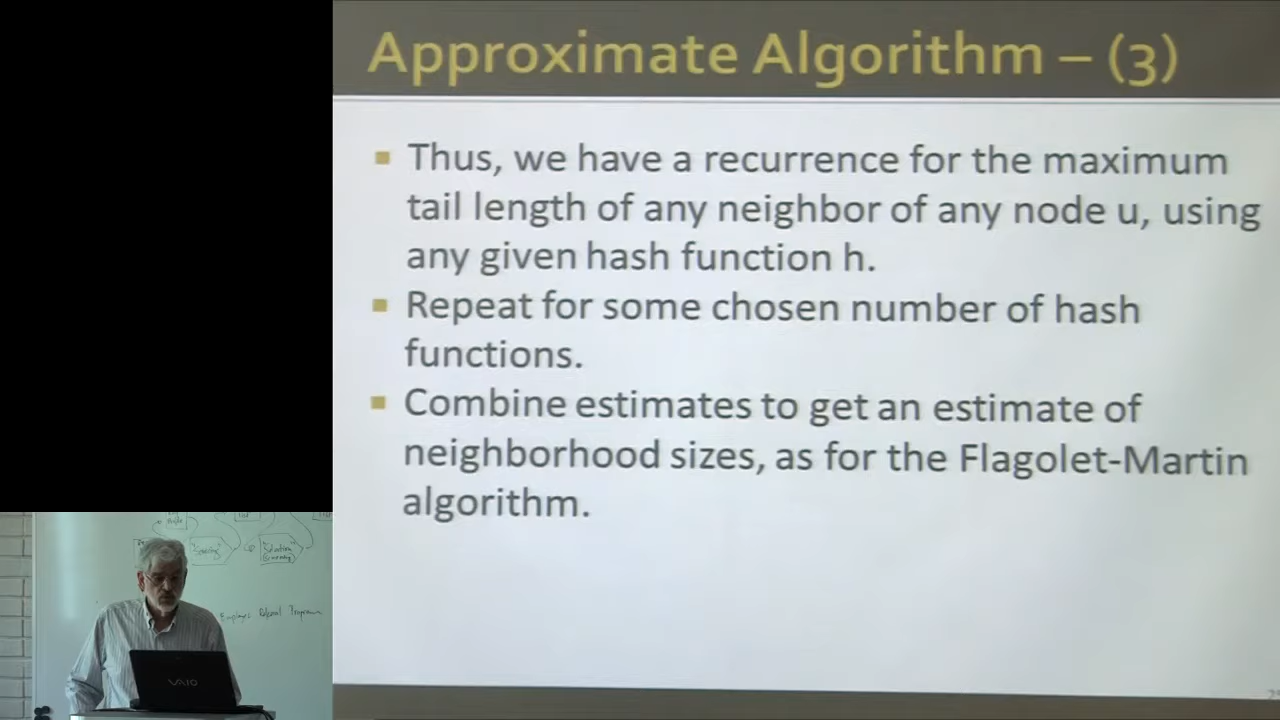 Approximate Algorithm – (3)
Thus, we have a recurrence for the maximum
tail length of any neighbor of any node u, using
any given hash function h.
Repeat for some chosen number of hash
functions.
Combine estimates to get an estimate of
neighborhood sizes, as for the Flagolet-Martin
algorithm.
VAIO